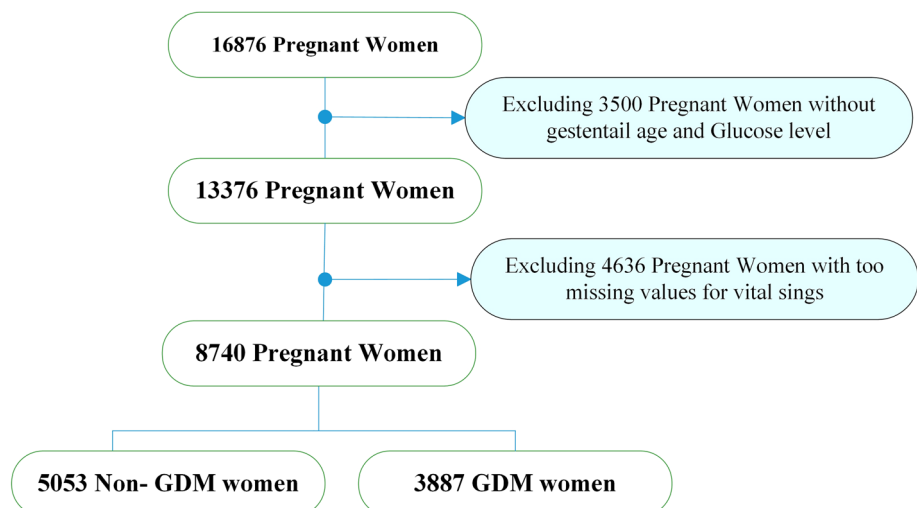 16876 Pregnant Women
Excluding 3500 Pregnant Women without
gestentail age and Glucose level
13376 Pregnant Women
Excluding 4636 Pregnant Women with too
missing values for vital sings
8740 Pregnant Women
5053 Non- GDM women
3887 GDM women